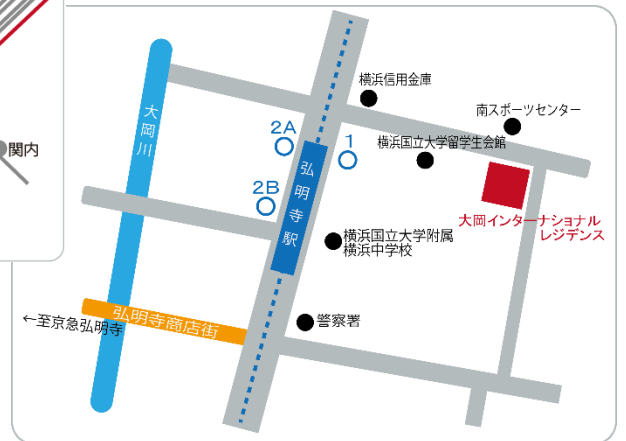 関内
横浜信用金庫
南スポーツセンター
大岡川
2A
1
横浜国立大学留学生会館
2B
弘明寺駅
大岡インターナショナル
レジデンス
横浜国立大学附属
横浜中学校
弘明寺商店街
←至京急弘明寺
警察署